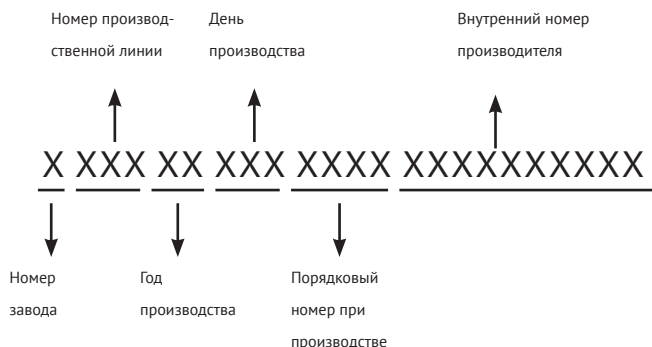 Номер производ-
ственной линии
День
производства
Внутренний номер
производителя
X XXX XX XXX XXXX XXXXXXXXXX
Номер
завода
Год
производства
Порядковый
номер при
производстве